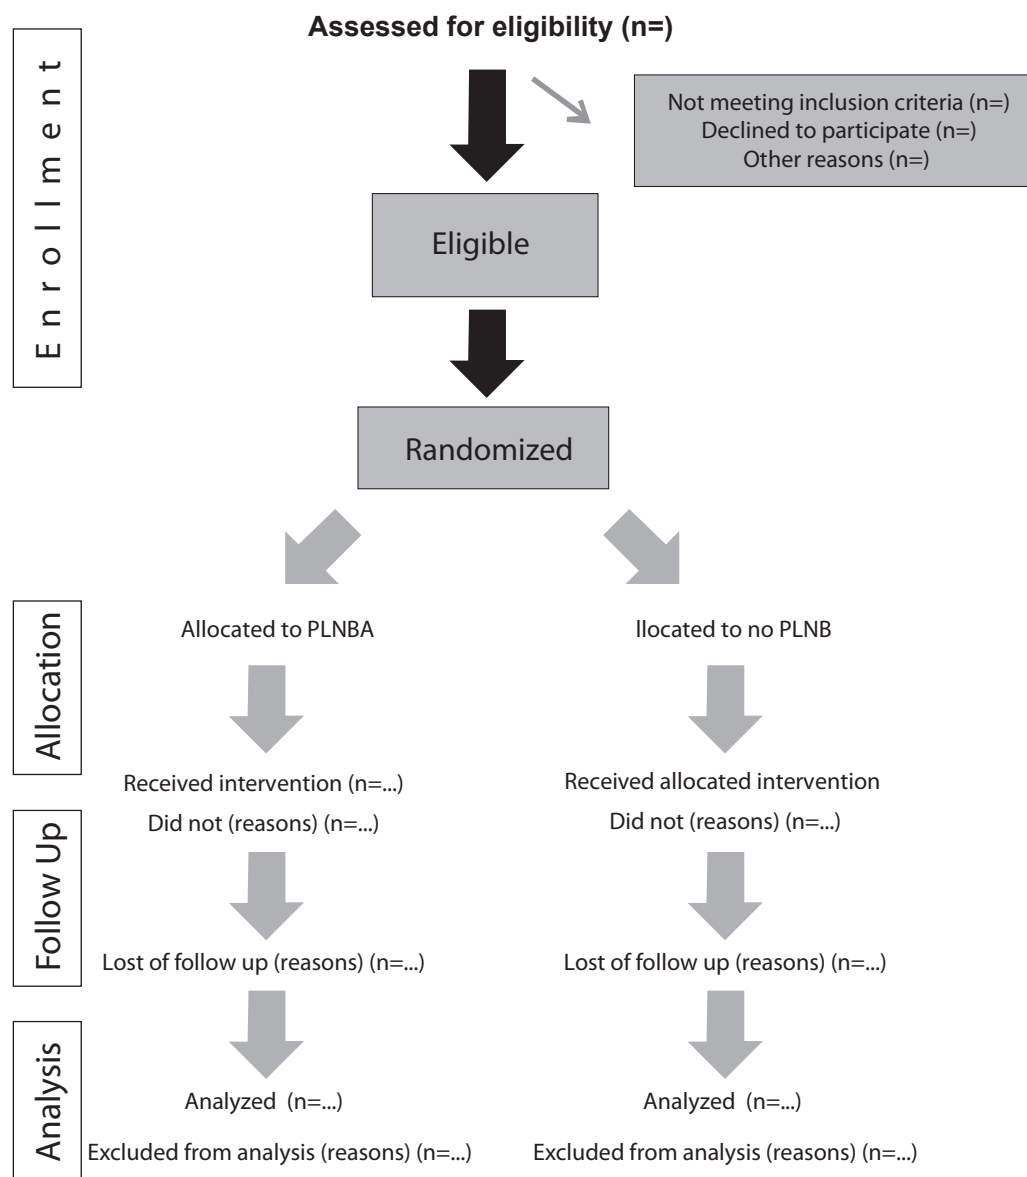 Assessed for eligibility (n=)
Enrollment
Not meeting inclusion criteria (n=)
Declined to participate (n=)
Other reasons (n=)
Eligible
Randomized
Allocation
Allocated to PLNBA
llocated to no PLNB
Received intervention (n=...)
Received allocated intervention
Did not (reasons) (n=...)
Did not (reasons) (n=...)
Follow Up
Lost of follow up (reasons) (n=...)
Lost of follow up (reasons) (n=...)
Analysis
Analyzed (n=...)
Analyzed (n=...)
Excluded from analysis (reasons) (n=...)
Excluded from analysis (reasons) (n=...)